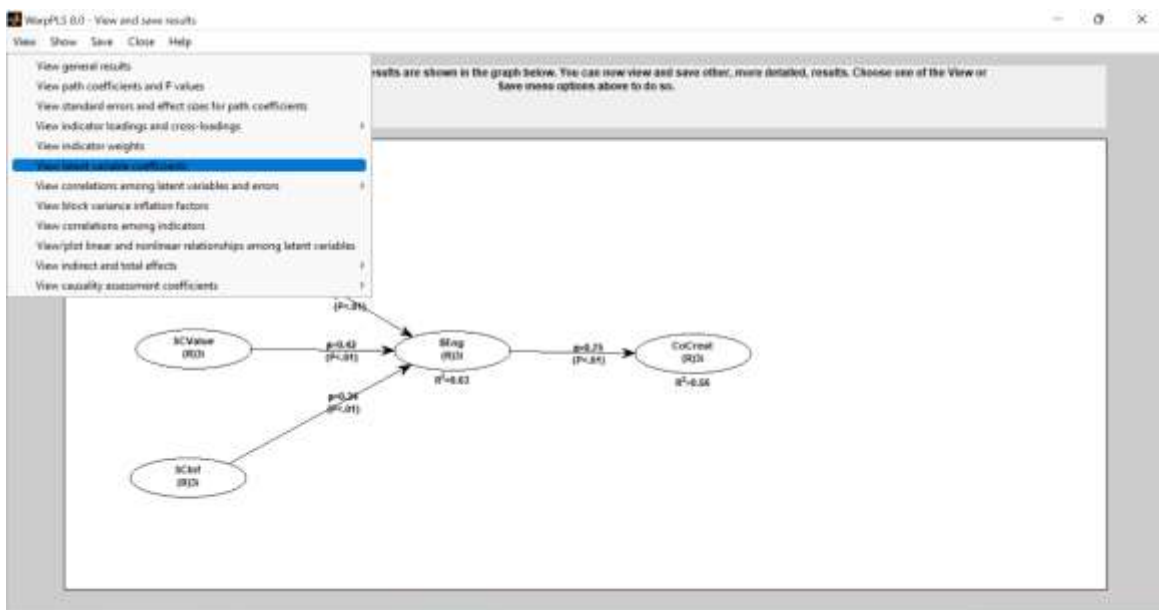 WarpPLS 8.0 - View and save results
View Show Save Close Help
View general results
View path coefficients and P values
View standard errors and effect sizes for path coefficients
View indicator loadings and cross-loadings
View indicator weights
View latent variable coefficients
View correlations among latent variables and errors
View block variance inflation factors
View correlations among indicators
View/plot linear and nonlinear relationships among latent variables
View indirect and total effects
View causality assessment coefficients
results are shown in the graph below. You can now view and save other, more detailed, results. Choose one of the View or
Save menu options above to do so.
(P<.01)
SCValue
(R)3i
(P<.01)
SEng
(R)3i
R²=0.63
β=0.75
(P<.01)
CoCreat
(R)3i
R²=0.56
(P<.01)
SCInf
(R)3i